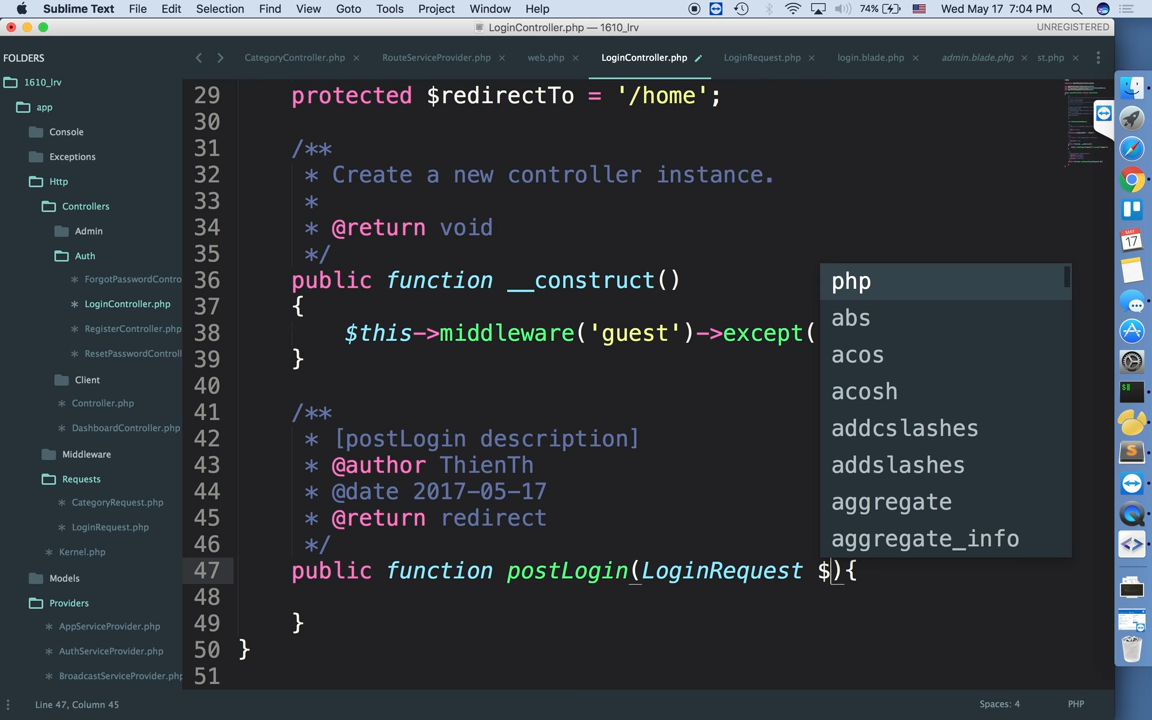 Sublime Text File Edit Selection Find View Goto Tools Project Window Help 74% Wed May 17 7:04 PM
LoginController.php — 1610_lrv UNREGISTERED
FOLDERS
1610_lrv
app
Console
Exceptions
Http
Controllers
Admin
Auth
ForgotPasswordContro
LoginController.php
RegisterController.php
ResetPasswordControll
Client
Controller.php
DashboardController.php
Middleware
Requests
CategoryRequest.php
LoginRequest.php
Kernel.php
Models
Providers
AppServiceProvider.php
AuthServiceProvider.php
BroadcastServiceProvider.php
CategoryController.php RouteServiceProvider.php web.php LoginController.php LoginRequest.php login.blade.php admin.blade.php st.php
29 protected $redirectTo = '/home';
30
31 /**
32 * Create a new controller instance.
33 *
34 * @return void
35 */
36 public function __construct()
37 {
38 $this->middleware('guest')->except(
39 }
40
41 /**
42 * [postLogin description]
43 * @author ThienTh
44 * @date 2017-05-17
45 * @return redirect
46 */
47 public function postLogin(LoginRequest $){
48
49 }
50 }
51
php
abs
acos
acosh
addcslashes
addslashes
aggregate
aggregate_info
17
Line 47, Column 45 Spaces: 4 PHP